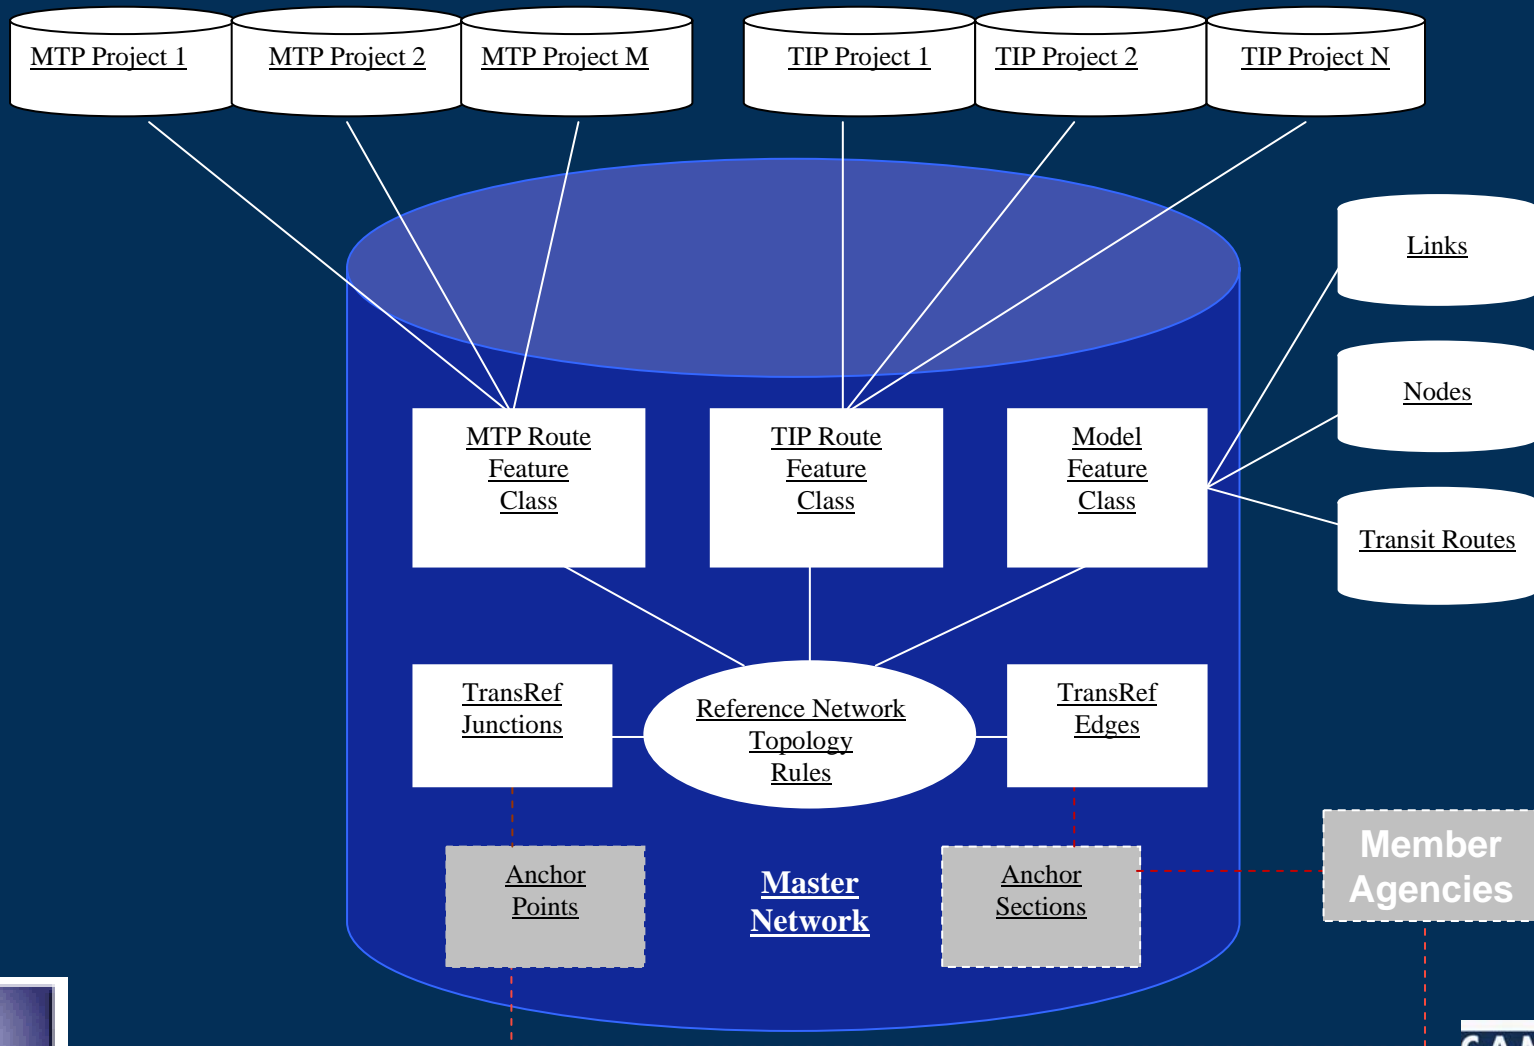 MTP Project 1
MTP Project 2
MTP Project M
TIP Project 1
TIP Project 2
TIP Project N
Links
Nodes
Transit Routes
MTP Route
Feature
Class
TIP Route
Feature
Class
Model
Feature
Class
TransRef
Junctions
Reference Network
Topology
Rules
TransRef
Edges
Anchor
Points
Master
Network
Anchor
Sections
Member
Agencies